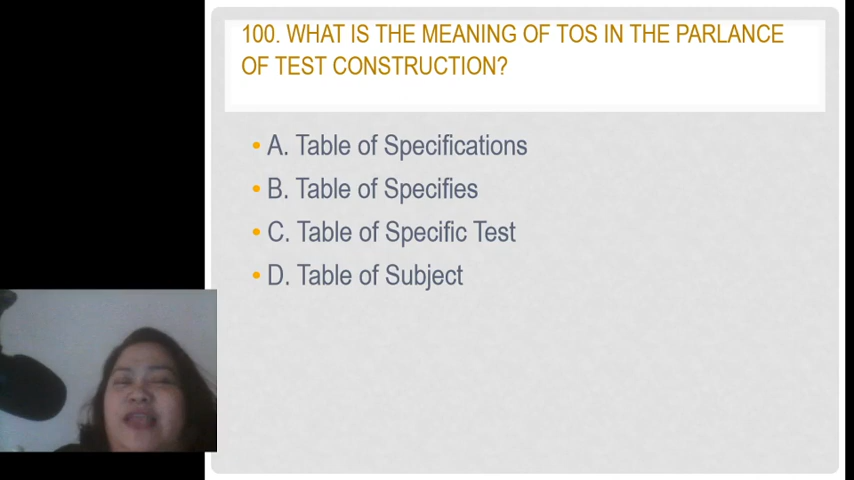 100. WHAT IS THE MEANING OF TOS IN THE PARLANCE
OF TEST CONSTRUCTION?
• A. Table of Specifications
• B. Table of Specifies
• C. Table of Specific Test
• D. Table of Subject